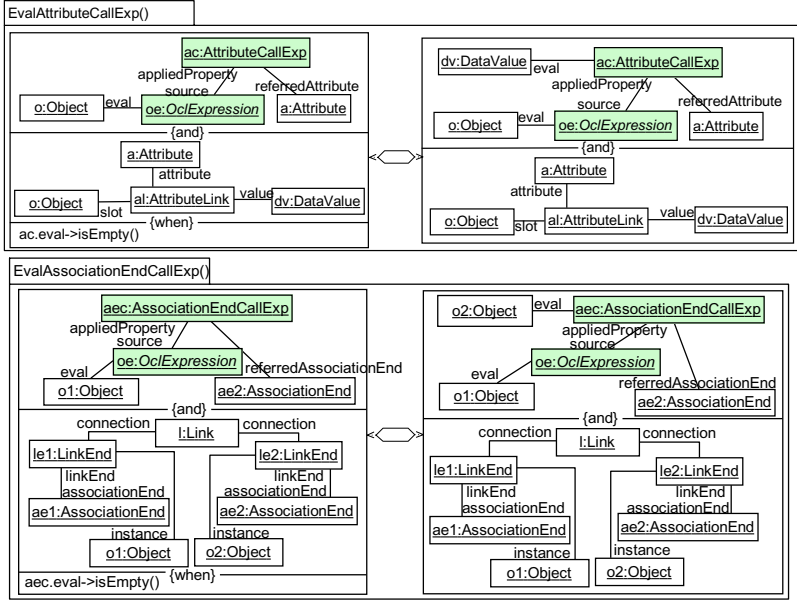 EvalAttributeCallExp()
ac:AttributeCallExp
appliedProperty
source
referredAttribute
o:Object
eval
oe:OclExpression
a:Attribute
{and}
a:Attribute
attribute
o:Object
slot
al:AttributeLink
value
dv:DataValue
{when}
ac.eval->isEmpty()
dv:DataValue
eval
ac:AttributeCallExp
appliedProperty
source
referredAttribute
o:Object
eval
oe:OclExpression
a:Attribute
{and}
a:Attribute
attribute
o:Object
slot
al:AttributeLink
value
dv:DataValue
EvalAssociationEndCallExp()
aec:AssociationEndCallExp
appliedProperty
source
oe:OclExpression
referredAssociationEnd
eval
o1:Object
ae2:AssociationEnd
{and}
connection
l:Link
connection
le1:LinkEnd
le2:LinkEnd
linkEnd
linkEnd
associationEnd
associationEnd
ae1:AssociationEnd
ae2:AssociationEnd
instance
instance
o1:Object
o2:Object
{when}
aec.eval->isEmpty()
o2:Object
eval
aec:AssociationEndCallExp
appliedProperty
source
oe:OclExpression
eval
referredAssociationEnd
o1:Object
ae2:AssociationEnd
{and}
connection
l:Link
connection
le1:LinkEnd
le2:LinkEnd
linkEnd
linkEnd
associationEnd
associationEnd
ae1:AssociationEnd
ae2:AssociationEnd
instance
instance
o1:Object
o2:Object